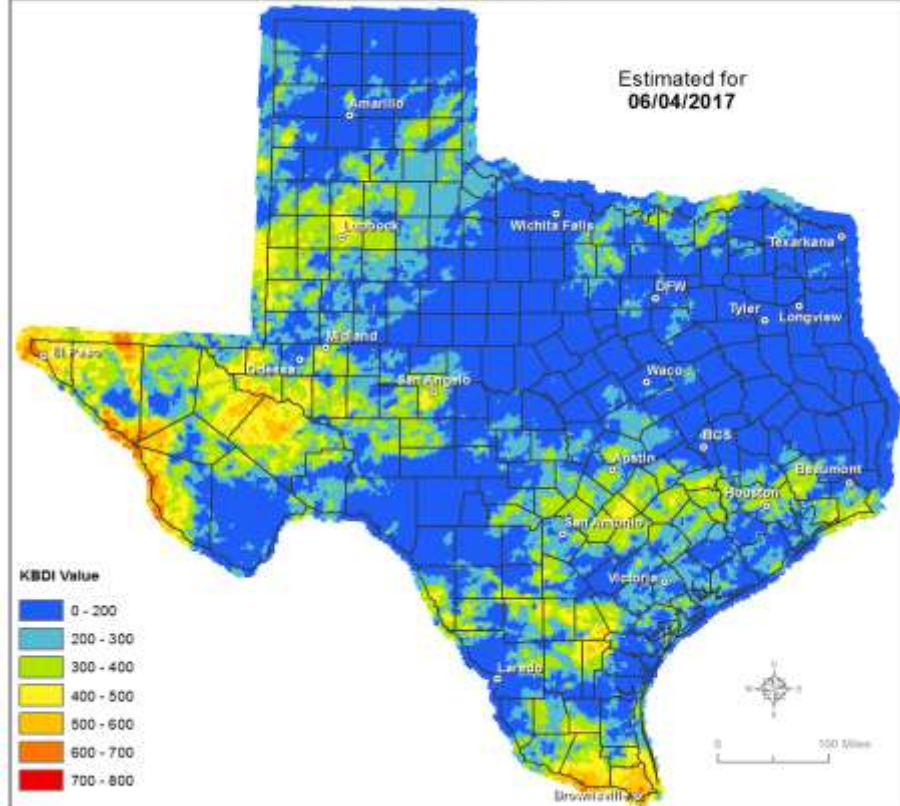 Estimated for
06/04/2017
Amarillo
Lubbock
Wichita Falls
Texarkana
DFW
Tyler
Longview
Midland
El Paso
Odessa
San Angelo
Waco
BCS
Austin
Beaumont
Houston
San Antonio
Victoria
Laredo
Brownsville
KBDI Value
0 - 200
200 - 300
300 - 400
400 - 500
500 - 600
600 - 700
700 - 800
N
S
0
100 Miles